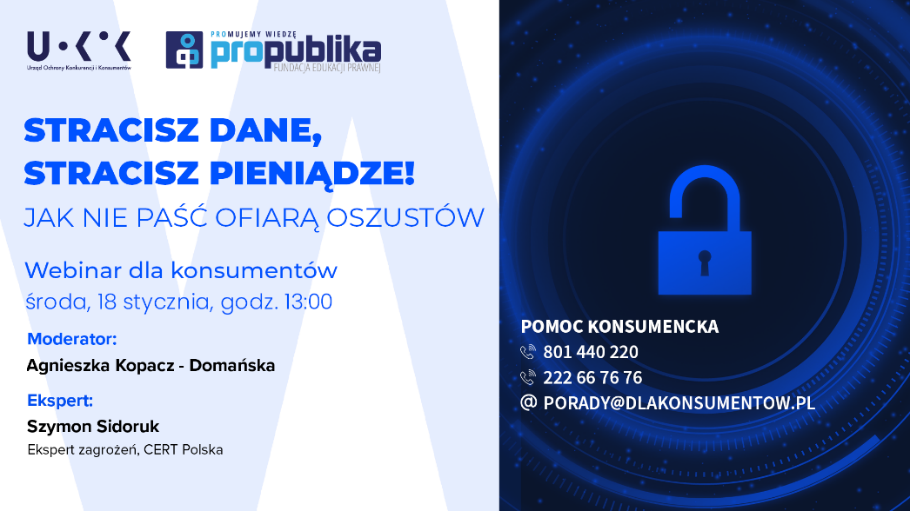 UOKiK
Urząd Ochrony Konkurencji i Konsumentów
PROMUJEMY WIEDZĘ
propublika
FUNDACJA EDUKACJI PRAWNEJ
STRACISZ DANE,
STRACISZ PIENIĄDZE!
JAK NIE PAŚĆ OFIARĄ OSZUSTÓW
Webinar dla konsumentów
środa, 18 stycznia, godz. 13:00
Moderator:
Agnieszka Kopacz - Domańska
Ekspert:
Szymon Sidoruk
Ekspert zagrożeń, CERT Polska
POMOC KONSUMENCKA
801 440 220
222 66 76 76
@ PORADY@DLAKONSUMENTOW.PL